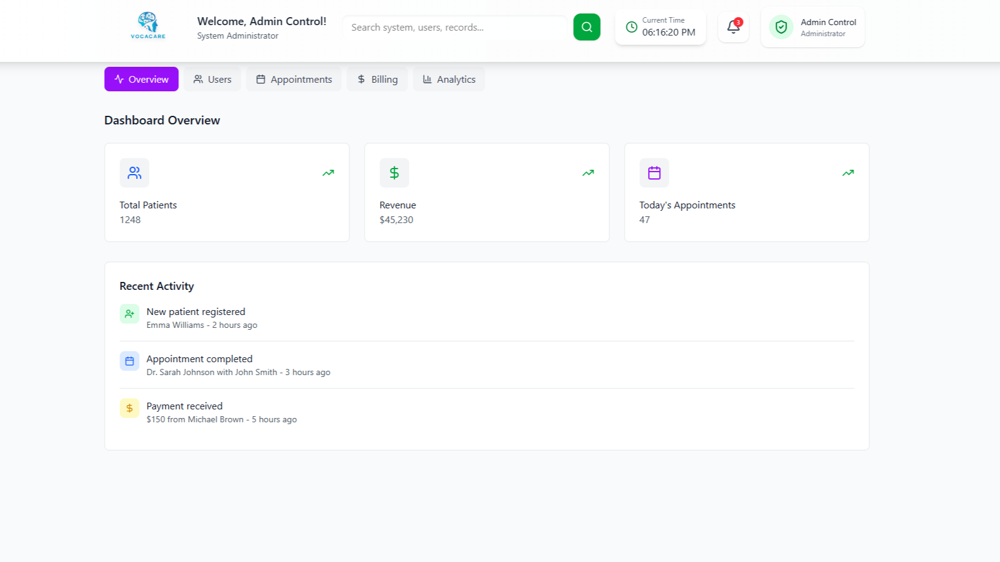 VOCACARE
Welcome, Admin Control!
System Administrator
Search system, users, records...
Current Time
06:16:20 PM
3
Admin Control
Administrator
Overview
Users
Appointments
Billing
Analytics
Dashboard Overview
Total Patients
1248
Revenue
$45,230
Today's Appointments
47
Recent Activity
New patient registered
Emma Williams - 2 hours ago
Appointment completed
Dr. Sarah Johnson with John Smith - 3 hours ago
Payment received
$150 from Michael Brown - 5 hours ago